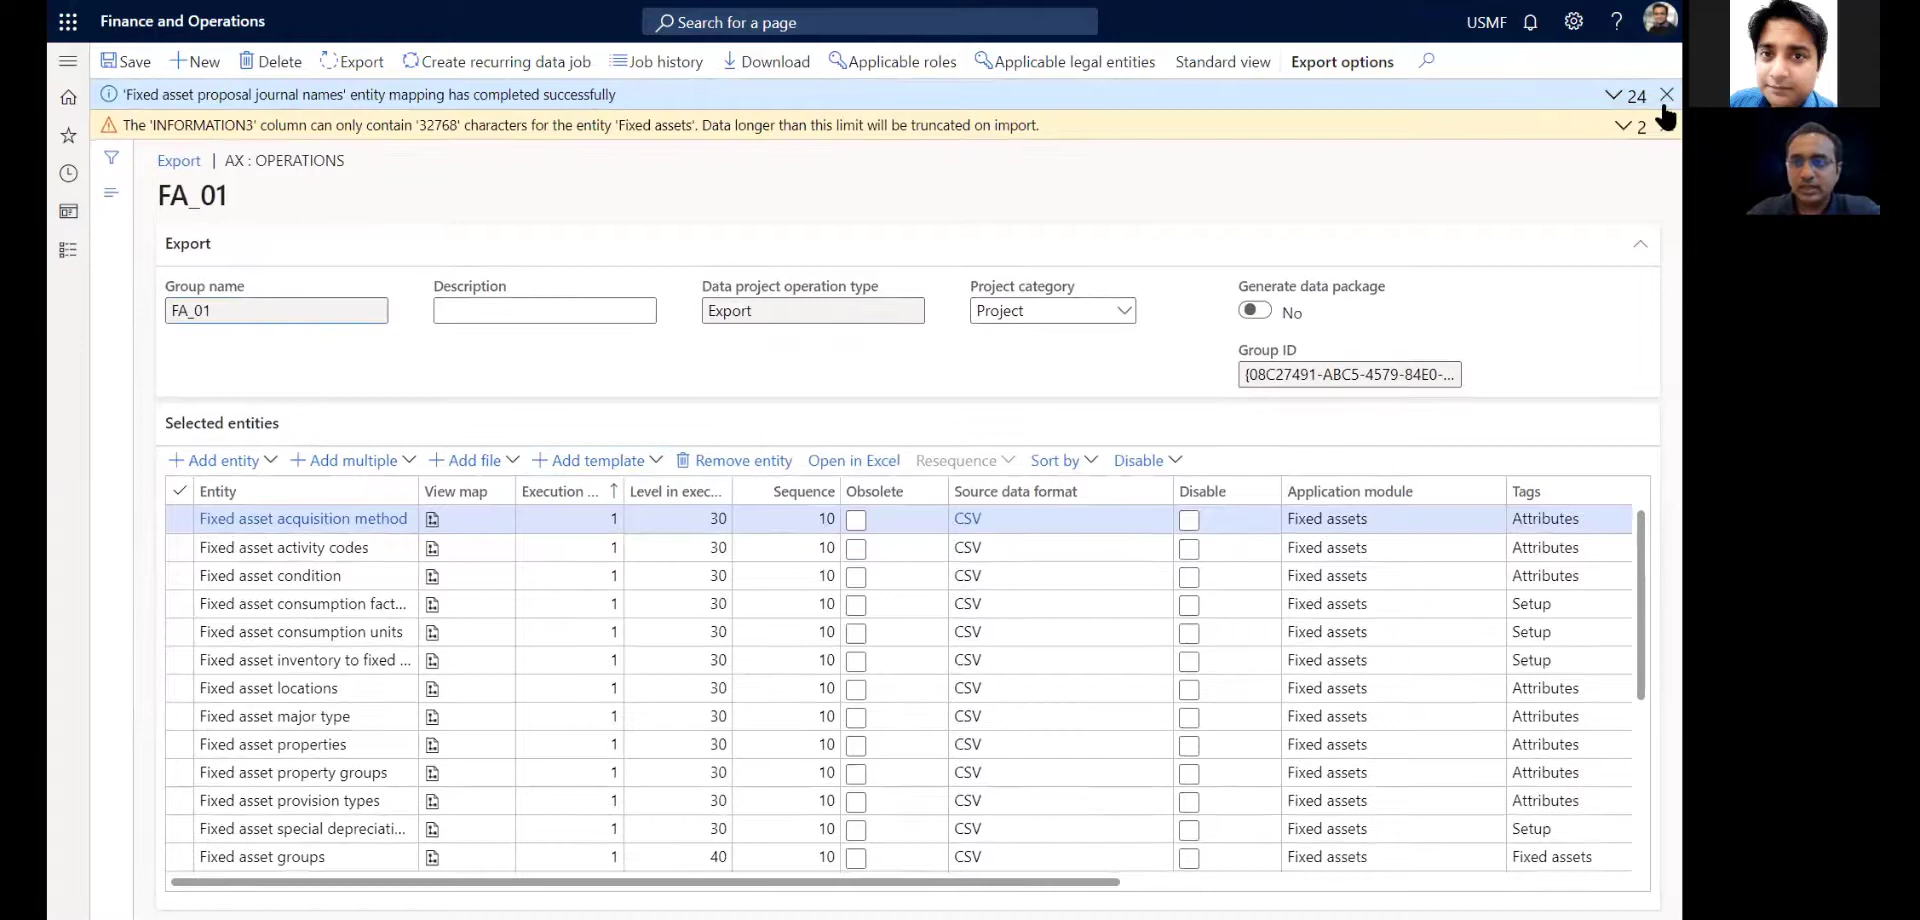 Finance and Operations
Search for a page
USMF
Save New Delete Export Create recurring data job Job history Download Applicable roles Applicable legal entities Standard view Export options
'Fixed asset proposal journal names' entity mapping has completed successfully
24
The 'INFORMATION3' column can only contain '32768' characters for the entity 'Fixed assets'. Data longer than this limit will be truncated on import.
2
Export | AX : OPERATIONS
FA_01
Export
Group name Description Data project operation type Project category Generate data package
FA_01 Export Project No
Group ID
{08C27491-ABC5-4579-84E0-...
Selected entities
Add entity Add multiple Add file Add template Remove entity Open in Excel Resequence Sort by Disable
Entity View map Execution ... Level in exec... Sequence Obsolete Source data format Disable Application module Tags
Fixed asset acquisition method 1 30 10 CSV Fixed assets Attributes
Fixed asset activity codes 1 30 10 CSV Fixed assets Attributes
Fixed asset condition 1 30 10 CSV Fixed assets Attributes
Fixed asset consumption fact... 1 30 10 CSV Fixed assets Setup
Fixed asset consumption units 1 30 10 CSV Fixed assets Setup
Fixed asset inventory to fixed ... 1 30 10 CSV Fixed assets Setup
Fixed asset locations 1 30 10 CSV Fixed assets Attributes
Fixed asset major type 1 30 10 CSV Fixed assets Attributes
Fixed asset properties 1 30 10 CSV Fixed assets Attributes
Fixed asset property groups 1 30 10 CSV Fixed assets Attributes
Fixed asset provision types 1 30 10 CSV Fixed assets Attributes
Fixed asset special depreciati... 1 30 10 CSV Fixed assets Setup
Fixed asset groups 1 40 10 CSV Fixed assets Fixed assets